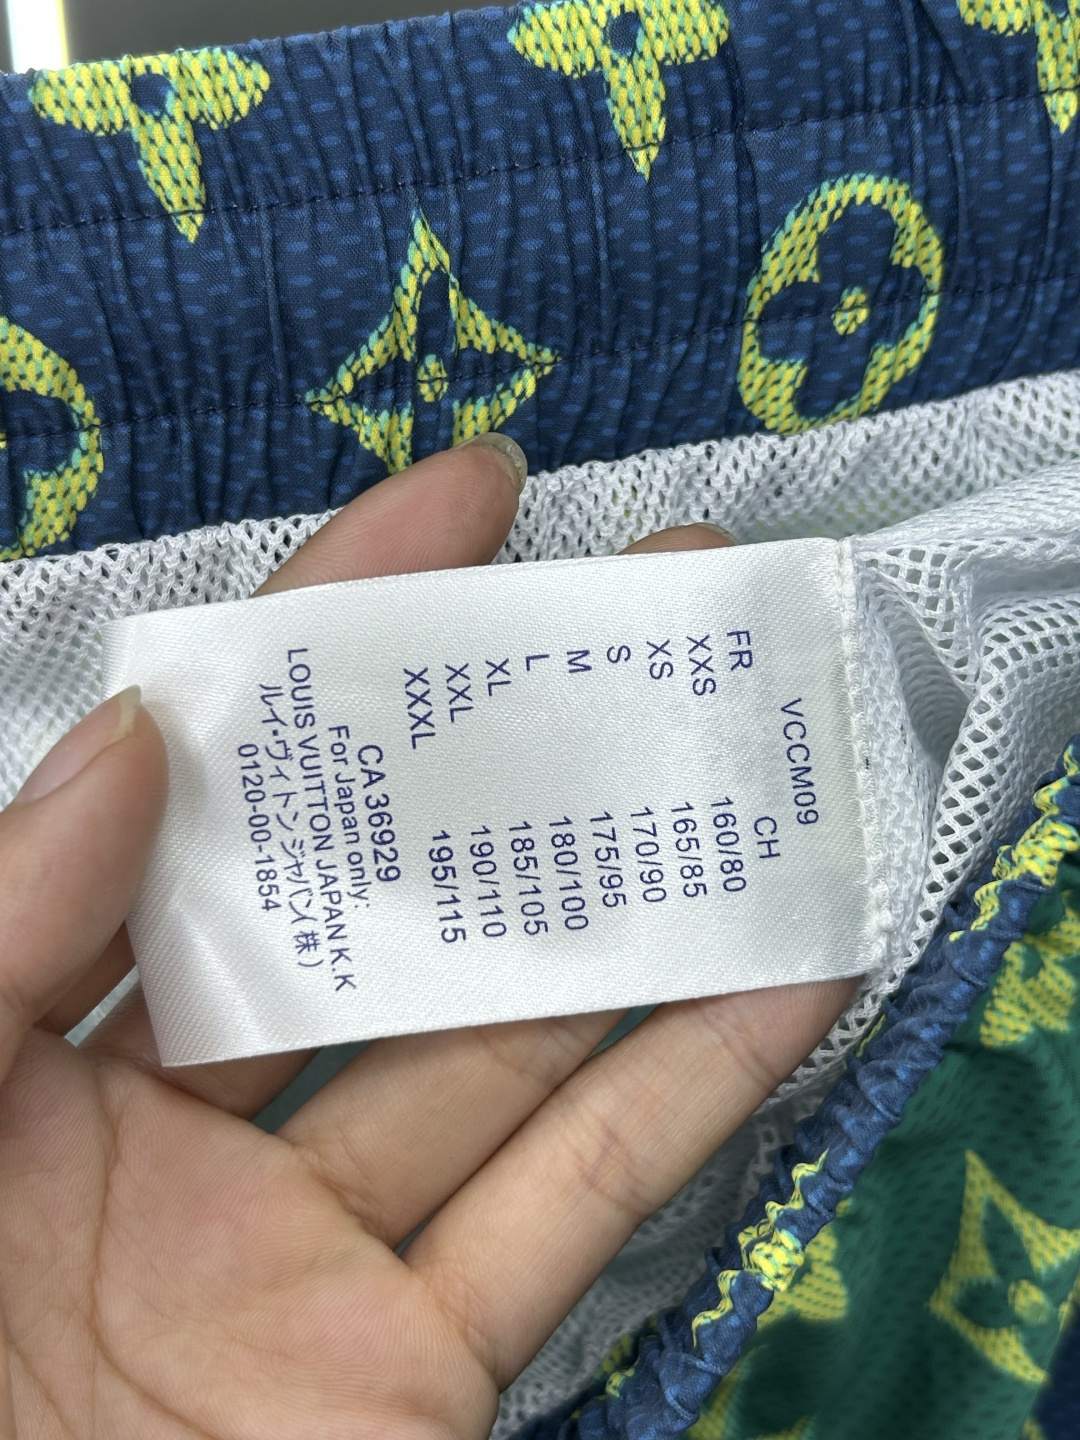 VCCM09
FR CH
XXS 160/80
XS 165/85
S 170/90
M 175/95
L 180/100
XL 185/105
XXL 190/110
XXXL 195/115
CA 36929
For Japan only:
LOUIS VUITTON JAPAN K.K
ルイ・ヴィトンジャパン(株)
0120-00-1854